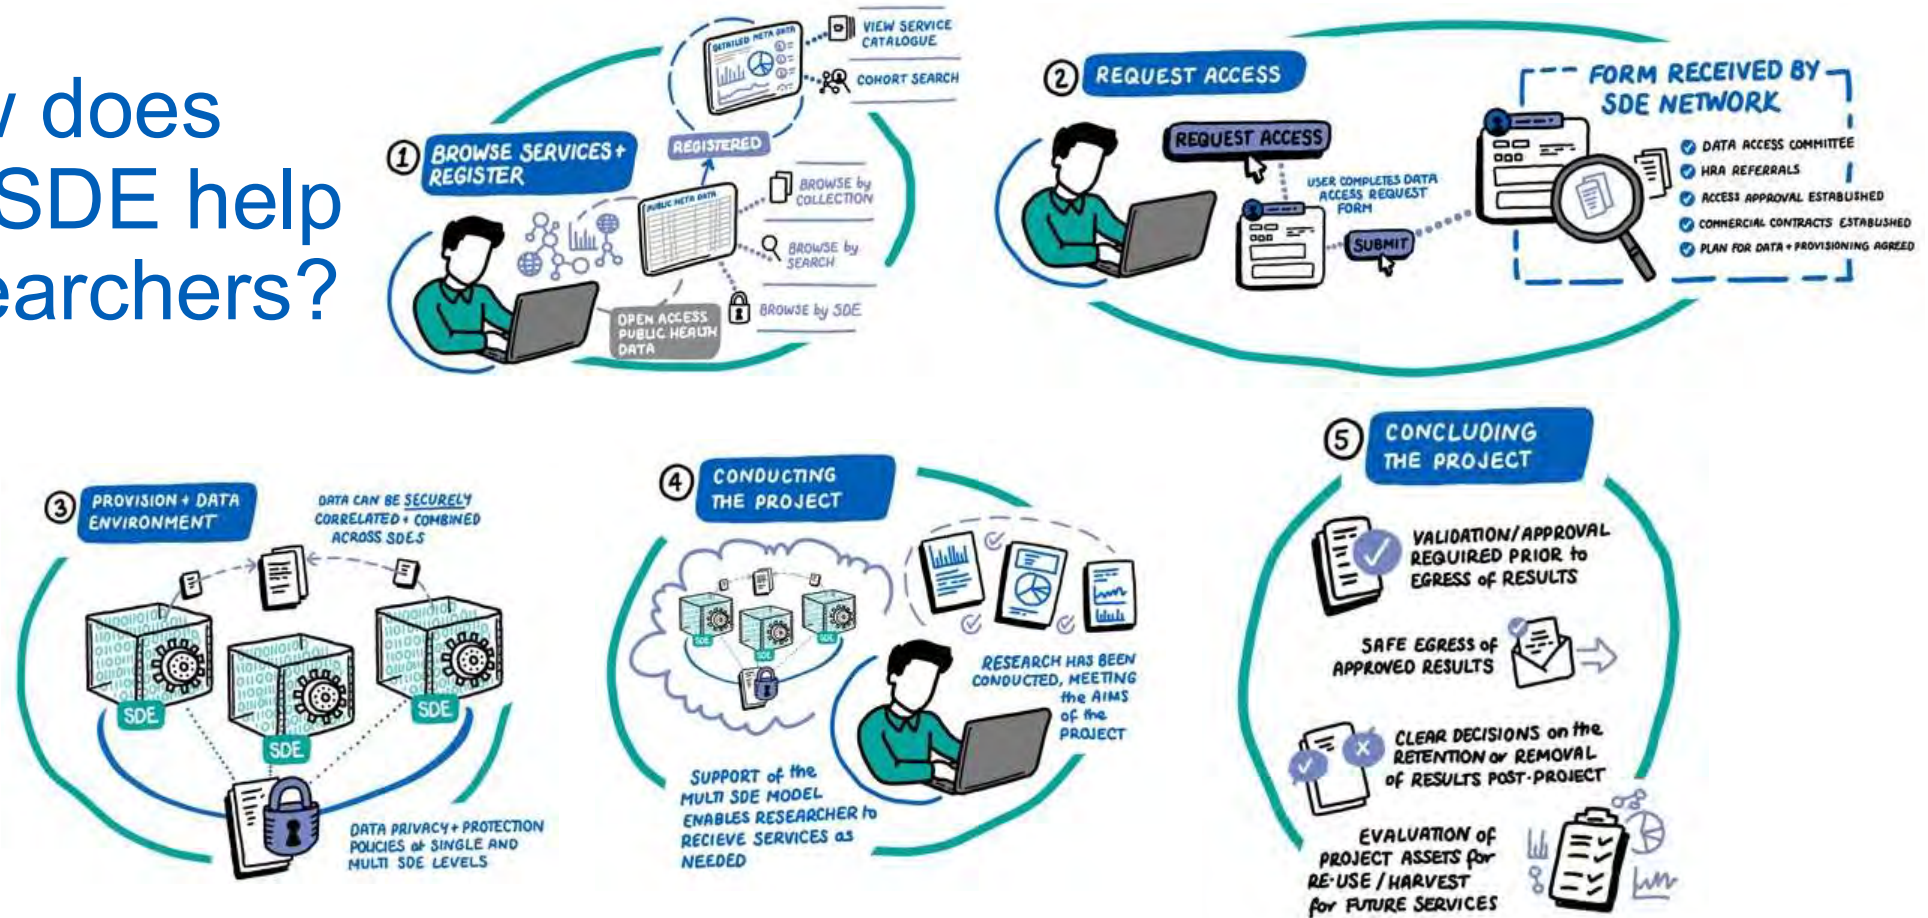 w does
SDE help
earchers?
1
BROWSE SERVICES +
REGISTER
DETAILED META DATA
VIEW SERVICE
CATALOGUE
COHORT SEARCH
REGISTERED
PUBLIC META DATA
BROWSE by
COLLECTION
BROWSE by
SEARCH
BROWSE by SDE
OPEN ACCESS
PUBLIC HEALTH
DATA
2
REQUEST ACCESS
REQUEST ACCESS
USER COMPLETES DATA
ACCESS REQUEST
FORM
SUBMIT
FORM RECEIVED BY
SDE NETWORK
DATA ACCESS COMMITTEE
HRA REFERRALS
ACCESS APPROVAL ESTABLISHED
COMMERCIAL CONTRACTS ESTABLISHED
PLAN FOR DATA + PROVISIONING AGREED
3
PROVISION + DATA
ENVIRONMENT
DATA CAN BE SECURELY
CORRELATED + COMBINED
ACROSS SDES
SDE
SDE
SDE
DATA PRIVACY + PROTECTION
POLICIES at SINGLE AND
MULTI SDE LEVELS
4
CONDUCTING
THE PROJECT
SDE
SDE
SDE
RESEARCH HAS BEEN
CONDUCTED, MEETING
the AIMS
of the
PROJECT
SUPPORT of the
MULTI SDE MODEL
ENABLES RESEARCHER to
RECIEVE SERVICES as
NEEDED
5
CONCLUDING
THE PROJECT
VALIDATION/APPROVAL
REQUIRED PRIOR to
EGRESS of RESULTS
SAFE EGRESS of
APPROVED RESULTS
CLEAR DECISIONS on the
RETENTION or REMOVAL
of RESULTS POST-PROJECT
EVALUATION of
PROJECT ASSETS for
RE-USE / HARVEST
for FUTURE SERVICES